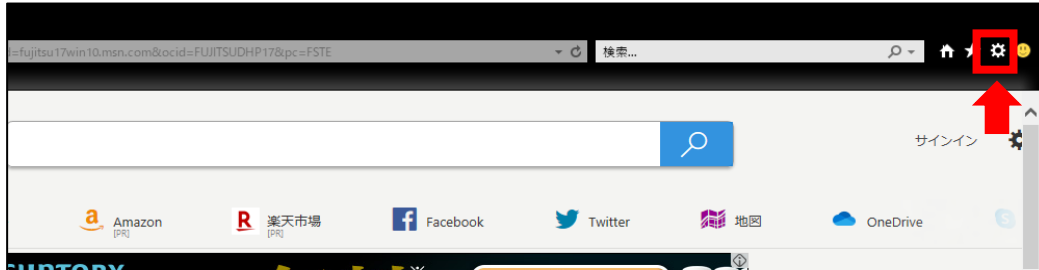 =fujitsu17win10.msn.com&ocid=FUJITSUDHP17&pc=FSTE
検索...
サインイン
Amazon
[PR]
楽天市場
[PR]
Facebook
Twitter
地図
OneDrive
SUNTORY